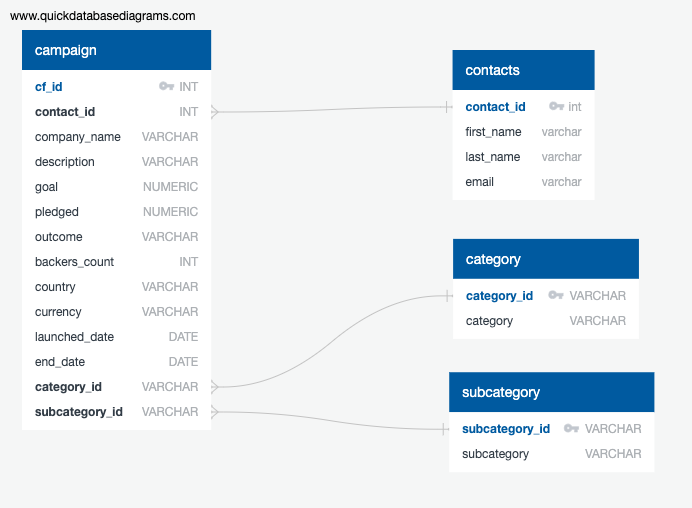 www.quickdatabasediagrams.com
campaign
cf_id INT
contact_id INT
company_name VARCHAR
description VARCHAR
goal NUMERIC
pledged NUMERIC
outcome VARCHAR
backers_count INT
country VARCHAR
currency VARCHAR
launched_date DATE
end_date DATE
category_id VARCHAR
subcategory_id VARCHAR
contacts
contact_id int
first_name varchar
last_name varchar
email varchar
category
category_id VARCHAR
category VARCHAR
subcategory
subcategory_id VARCHAR
subcategory VARCHAR